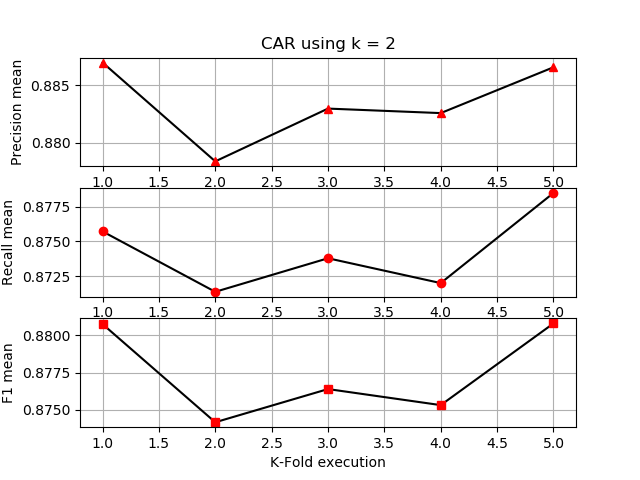 CAR using k = 2
Precision mean
0.885
0.880
1.0 1.5 2.0 2.5 3.0 3.5 4.0 4.5 5.0
Recall mean
0.8775
0.8750
0.8725
1.0 1.5 2.0 2.5 3.0 3.5 4.0 4.5 5.0
F1 mean
0.8800
0.8775
0.8750
1.0 1.5 2.0 2.5 3.0 3.5 4.0 4.5 5.0
K-Fold execution